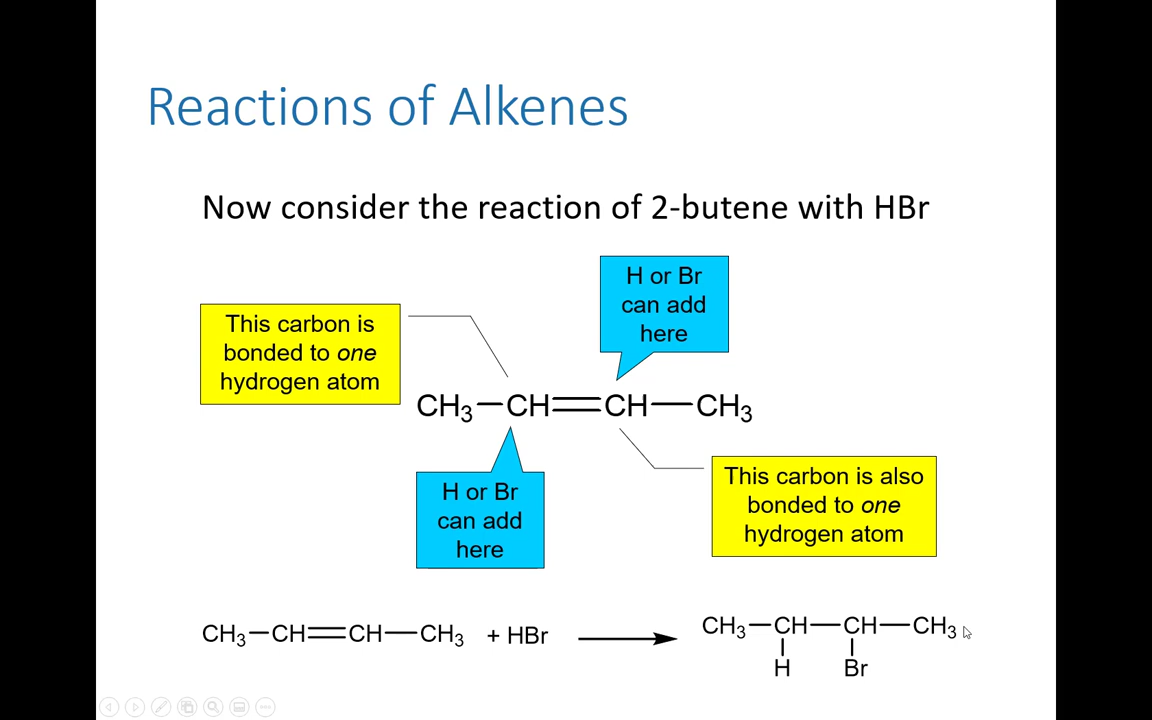 Reactions of Alkenes
Now consider the reaction of 2-butene with HBr
H or Br
can add
here
This carbon is
bonded to one
hydrogen atom
CH₃—CH=CH—CH₃
H or Br
can add
here
This carbon is also
bonded to one
hydrogen atom
CH₃—CH=CH—CH₃ + HBr → CH₃—CH—CH—CH₃
H Br